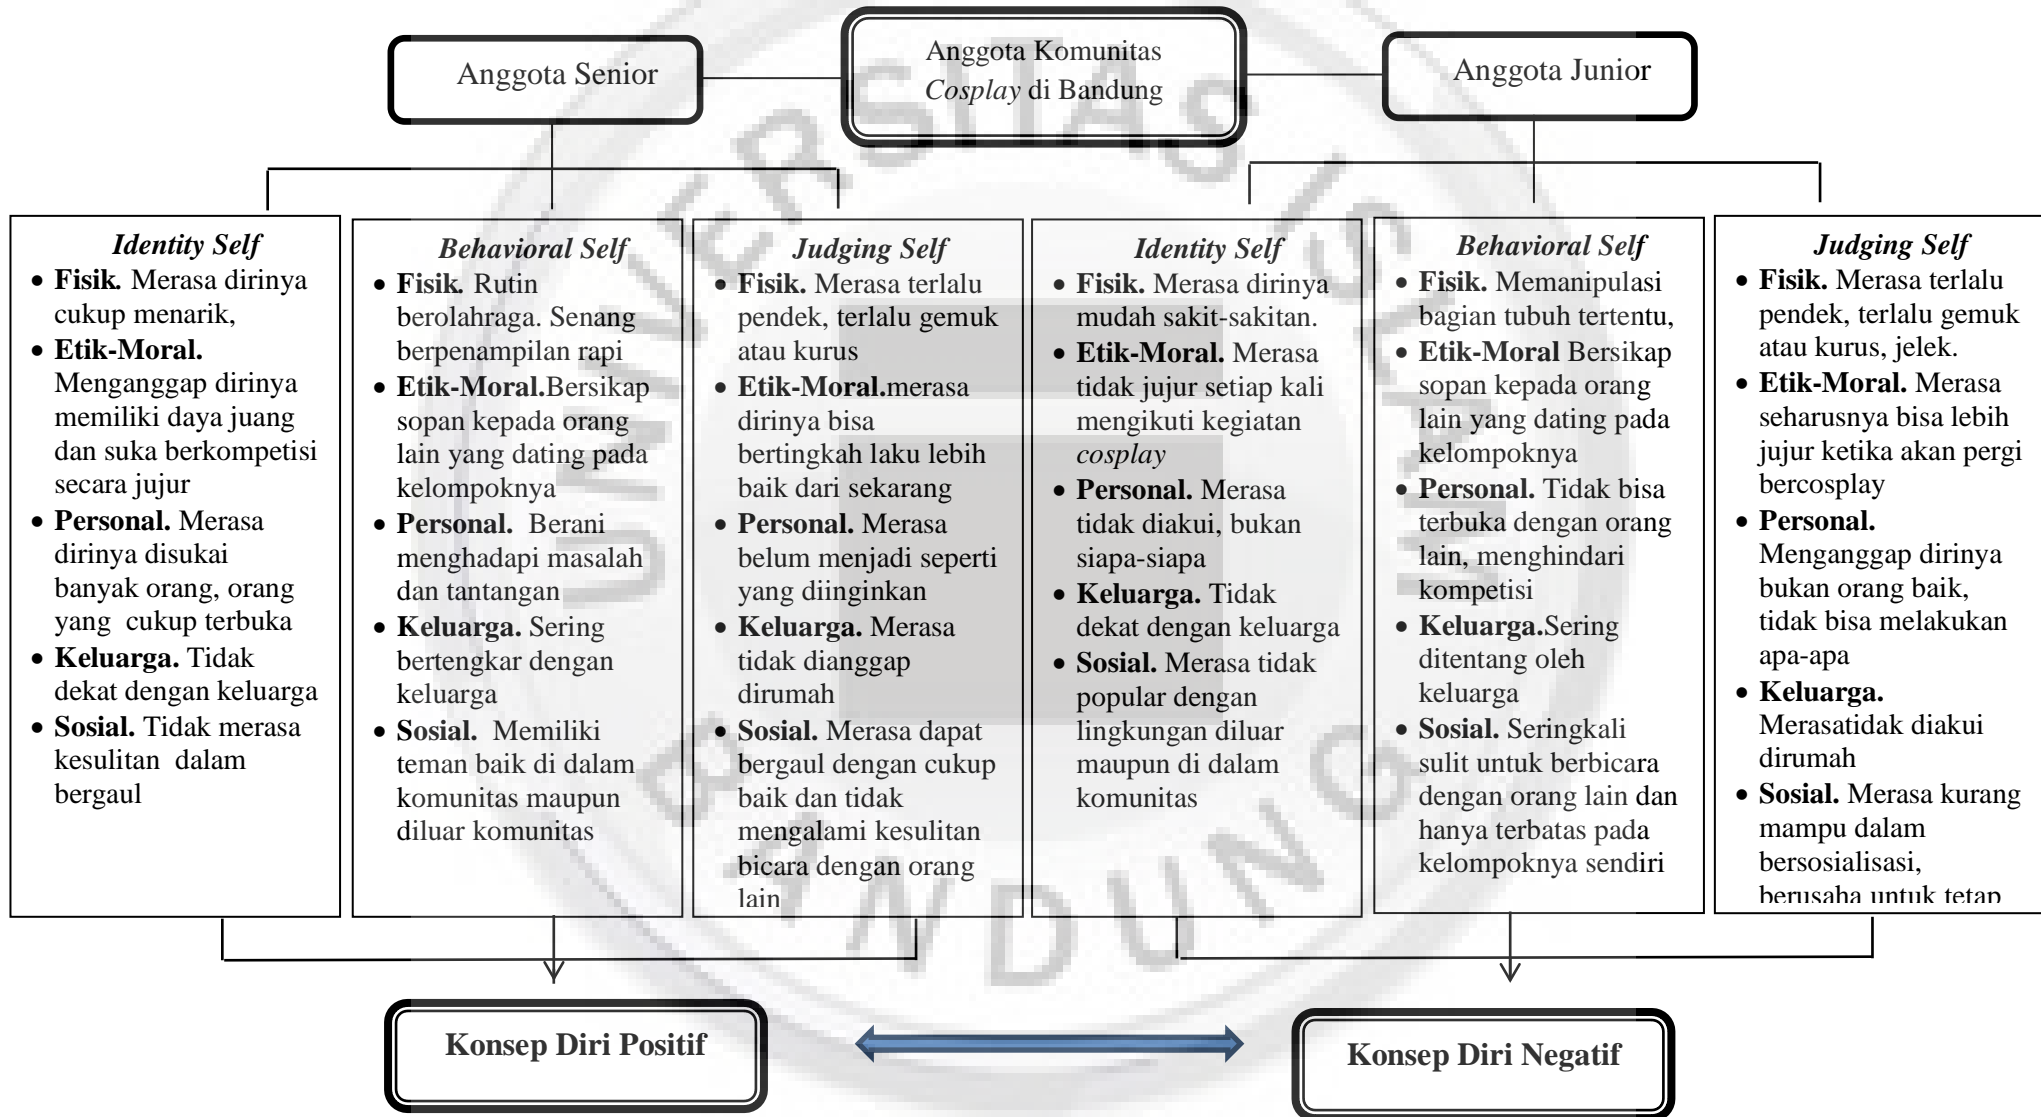 Anggota Senior
Anggota Komunitas
Cosplay di Bandung
Anggota Junior
Identity Self
• Fisik. Merasa dirinya
cukup menarik,
• Etik-Moral.
Menganggap dirinya
memiliki daya juang
dan suka berkompetisi
secara jujur
• Personal. Merasa
dirinya disukai
banyak orang, orang
yang cukup terbuka
• Keluarga. Tidak
dekat dengan keluarga
• Sosial. Tidak merasa
kesulitan dalam
bergaul
Behavioral Self
• Fisik. Rutin
berolahraga. Senang
berpenampilan rapi
• Etik-Moral.Bersikap
sopan kepada orang
lain yang dating pada
kelompoknya
• Personal. Berani
menghadapi masalah
dan tantangan
• Keluarga. Sering
bertengkar dengan
keluarga
• Sosial. Memiliki
teman baik di dalam
komunitas maupun
diluar komunitas
Judging Self
• Fisik. Merasa terlalu
pendek, terlalu gemuk
atau kurus
• Etik-Moral.merasa
dirinya bisa
bertingkah laku lebih
baik dari sekarang
• Personal. Merasa
belum menjadi seperti
yang diinginkan
• Keluarga. Merasa
tidak dianggap
dirumah
• Sosial. Merasa dapat
bergaul dengan cukup
baik dan tidak
mengalami kesulitan
bicara dengan orang
lain
Identity Self
• Fisik. Merasa dirinya
mudah sakit-sakitan.
• Etik-Moral. Merasa
tidak jujur setiap kali
mengikuti kegiatan
cosplay
• Personal. Merasa
tidak diakui, bukan
siapa-siapa
• Keluarga. Tidak
dekat dengan keluarga
• Sosial. Merasa tidak
popular dengan
lingkungan diluar
maupun di dalam
komunitas
Behavioral Self
• Fisik. Memanipulasi
bagian tubuh tertentu,
• Etik-Moral Bersikap
sopan kepada orang
lain yang dating pada
kelompoknya
• Personal. Tidak bisa
terbuka dengan orang
lain, menghindari
kompetisi
• Keluarga.Sering
ditentang oleh
keluarga
• Sosial. Seringkali
sulit untuk berbicara
dengan orang lain dan
hanya terbatas pada
kelompoknya sendiri
Judging Self
• Fisik. Merasa terlalu
pendek, terlalu gemuk
atau kurus, jelek.
• Etik-Moral. Merasa
seharusnya bisa lebih
jujur ketika akan pergi
bercosplay
• Personal.
Menganggap dirinya
bukan orang baik,
tidak bisa melakukan
apa-apa
• Keluarga.
Merasatidak diakui
dirumah
• Sosial. Merasa kurang
mampu dalam
bersosialisasi,
berusaha untuk tetap
Konsep Diri Positif
Konsep Diri Negatif
UNIVERSITAS ISLAM
BANDUNG